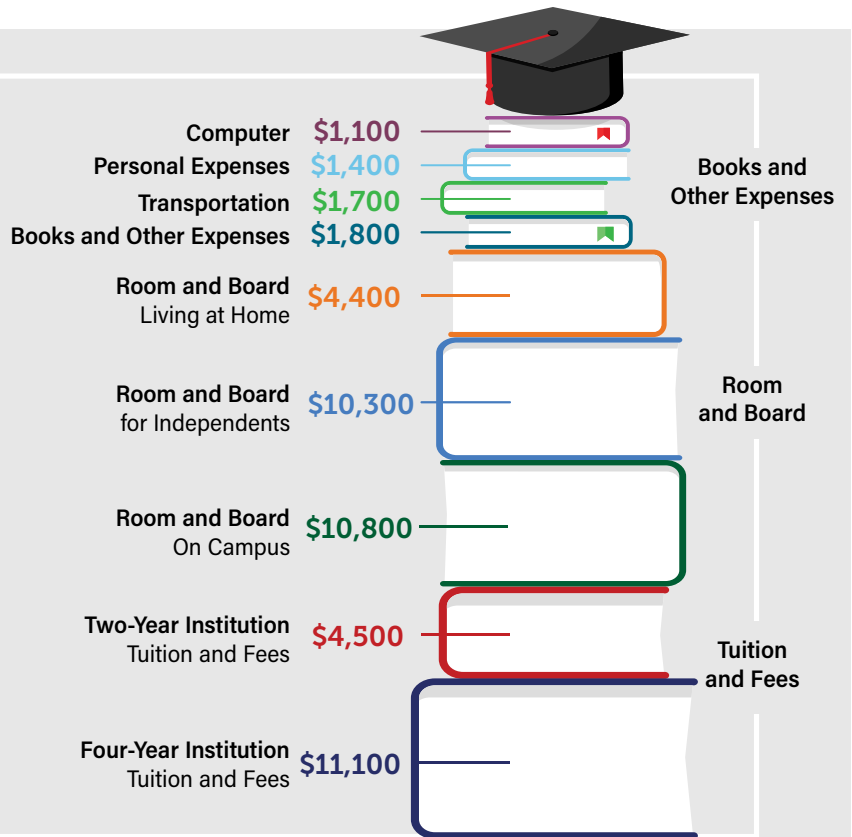 Computer $1,100
Personal Expenses $1,400
Transportation $1,700
Books and Other Expenses $1,800
Books and
Other Expenses
Room and Board
Living at Home
$4,400
Room and Board
for Independents
$10,300
Room
and Board
Room and Board
On Campus
$10,800
Two-Year Institution
Tuition and Fees
$4,500
Tuition
and Fees
Four-Year Institution
Tuition and Fees
$11,100